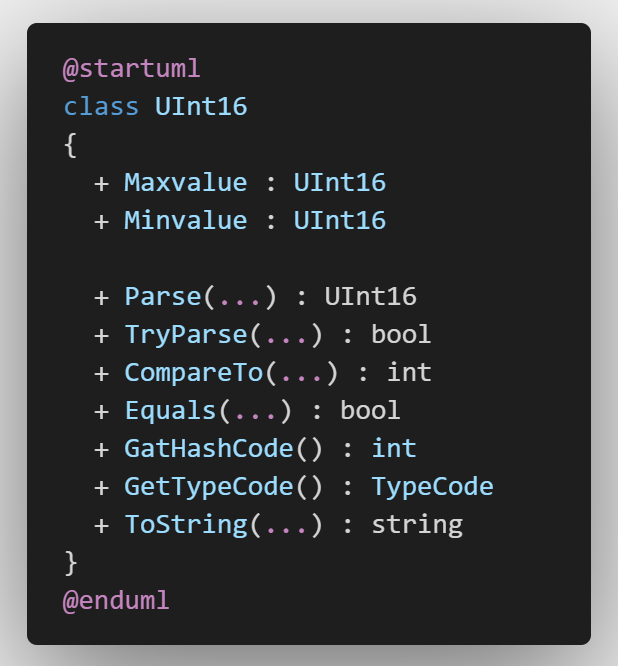 @startuml
class UInt16
{
+ Maxvalue : UInt16
+ Minvalue : UInt16
+ Parse(...) : UInt16
+ TryParse(...) : bool
+ CompareTo(...) : int
+ Equals(...) : bool
+ GatHashCode() : int
+ GetTypeCode() : TypeCode
+ ToString(...) : string
}
@enduml